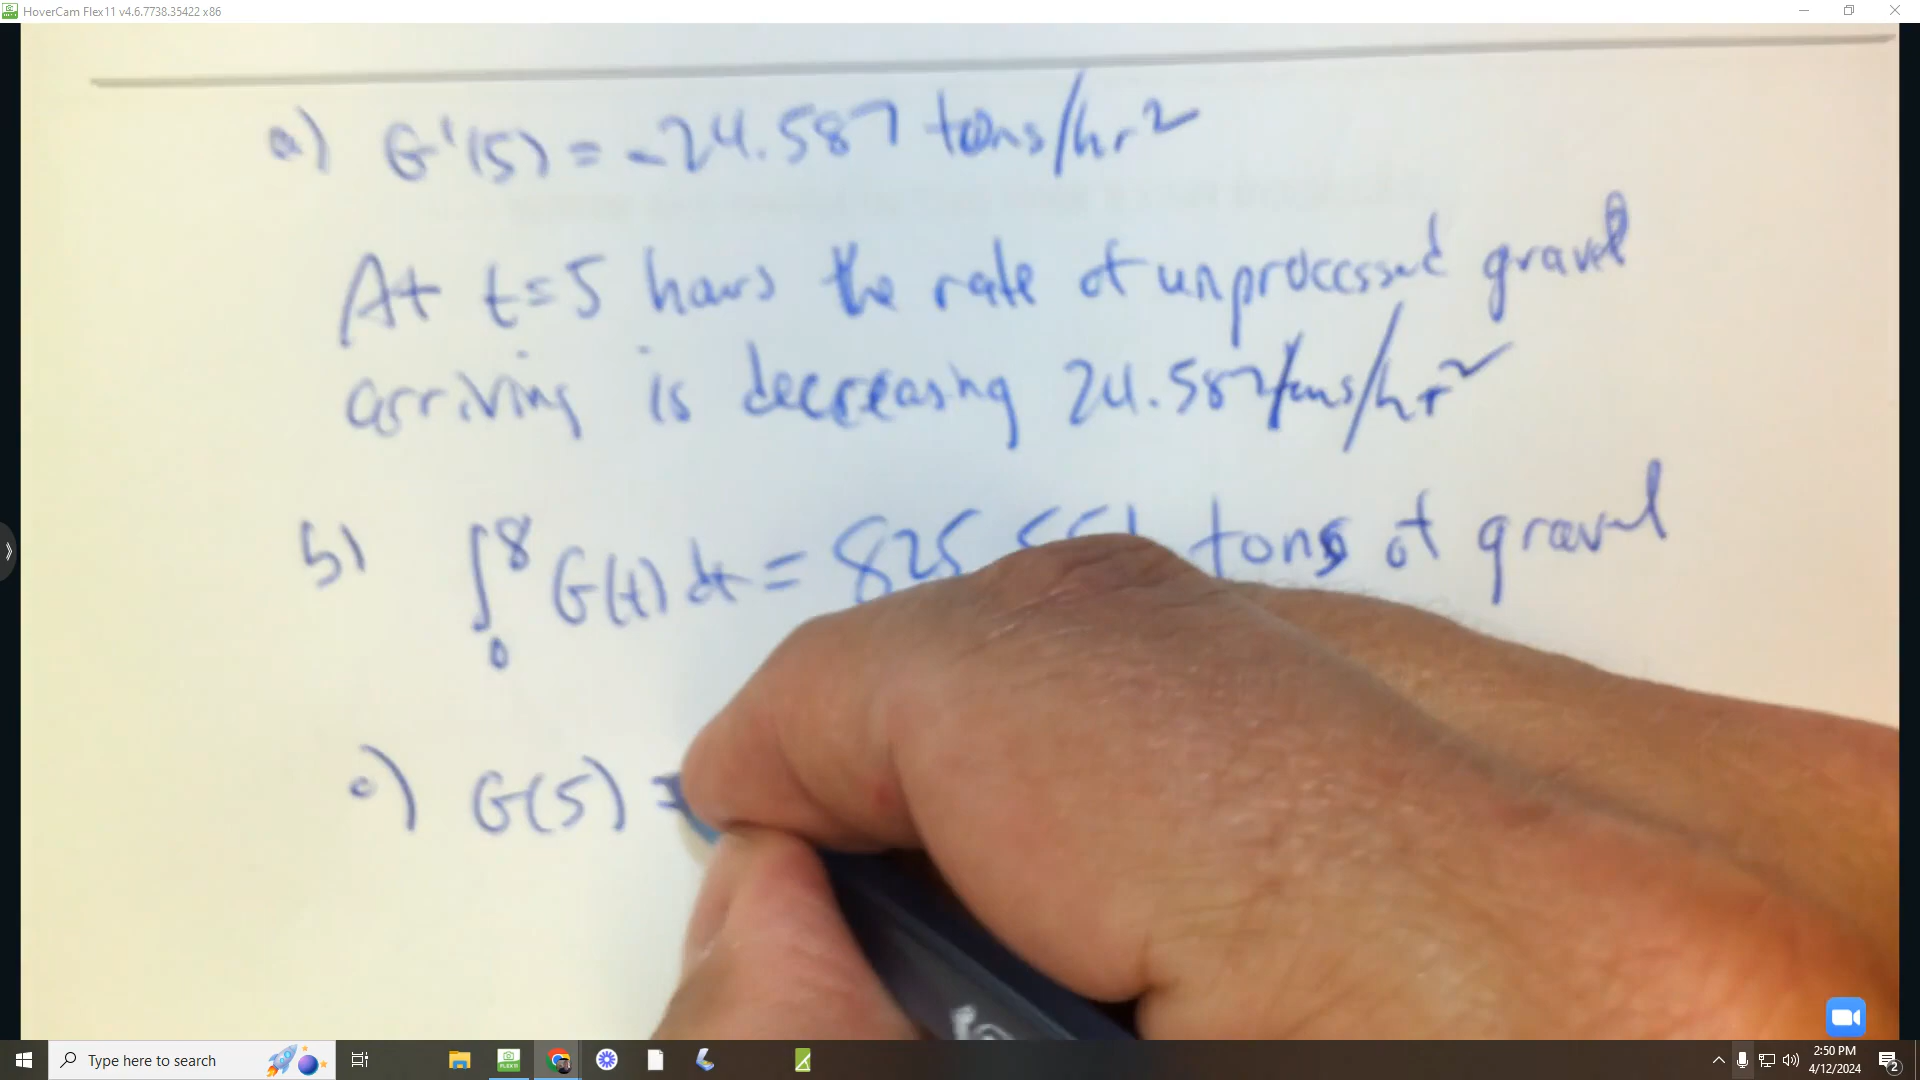 HoverCam Flex11 v4.6.7738.35422 x86
a) G'(5) = -24.587 tons/hr²
At t=5 hours the rate of unprocessed gravel
arriving is decreasing 24.587 tons/hr²
b) ∫₀⁸ G(t) dt = 825.551 tons of gravel
c) G(5) =
Type here to search
2:50 PM
4/12/2024
2